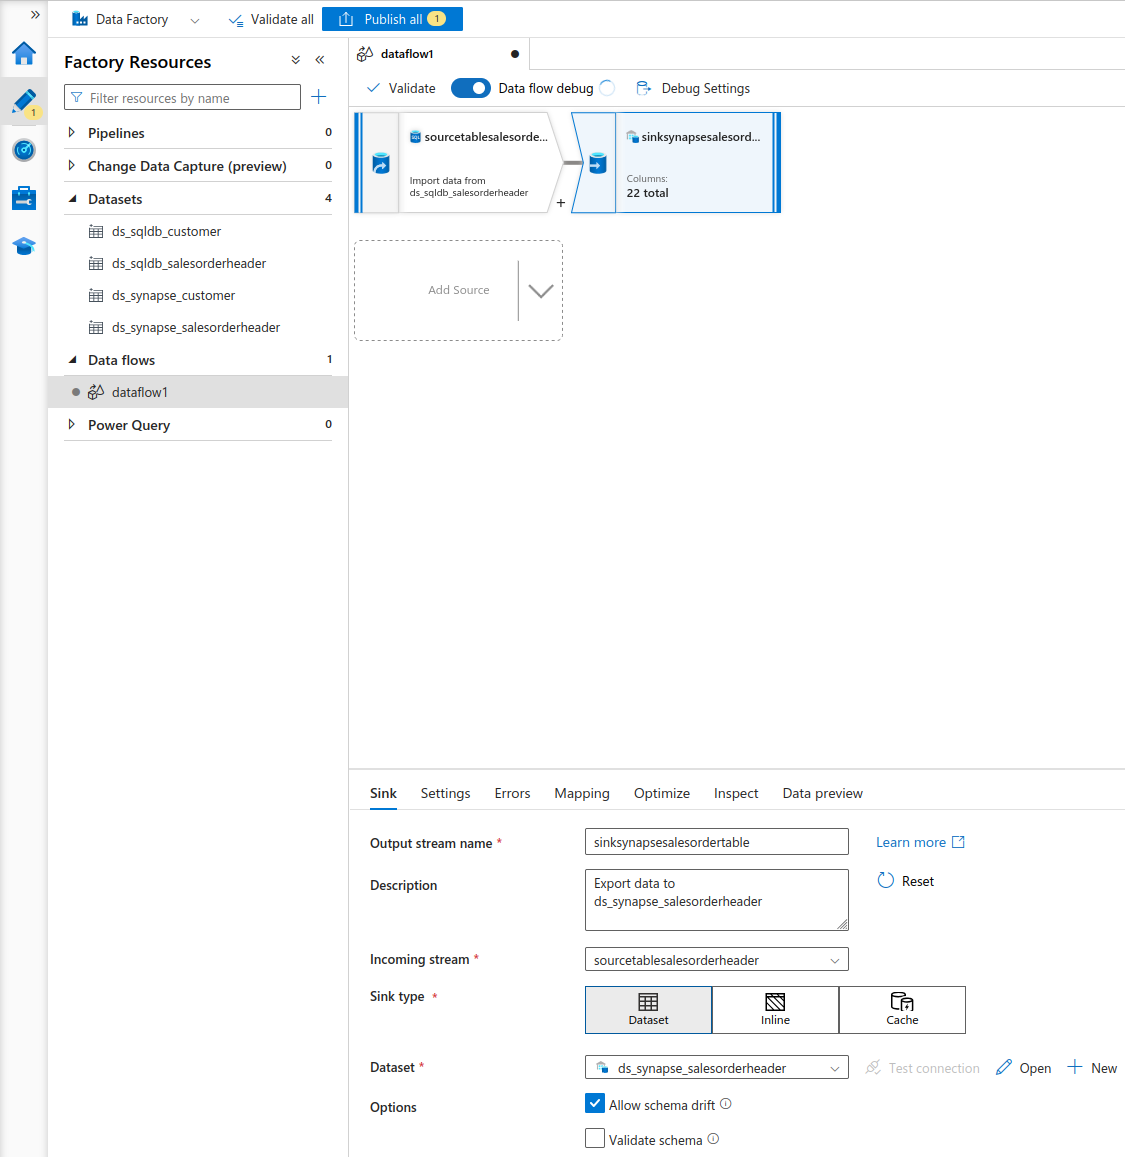 Data Factory
Validate all
Publish all 1
1
Factory Resources
Filter resources by name
Pipelines 0
Change Data Capture (preview) 0
Datasets 4
ds_sqldb_customer
ds_sqldb_salesorderheader
ds_synapse_customer
ds_synapse_salesorderheader
Data flows 1
dataflow1
Power Query 0
dataflow1
Validate
Data flow debug
Debug Settings
SQL
sourcetablesalesorde...
Import data from
ds_sqldb_salesorderheader
+
sinksynapsesalesord...
Columns:
22 total
Add Source
Sink Settings Errors Mapping Optimize Inspect Data preview
Output stream name *
sinksynapsesalesordertable
Learn more
Description
Export data to
ds_synapse_salesorderheader
Reset
Incoming stream *
sourcetablesalesorderheader
Sink type *
Dataset
Inline
Cache
Dataset *
ds_synapse_salesorderheader
Test connection
Open
New
Options
Allow schema drift
Validate schema